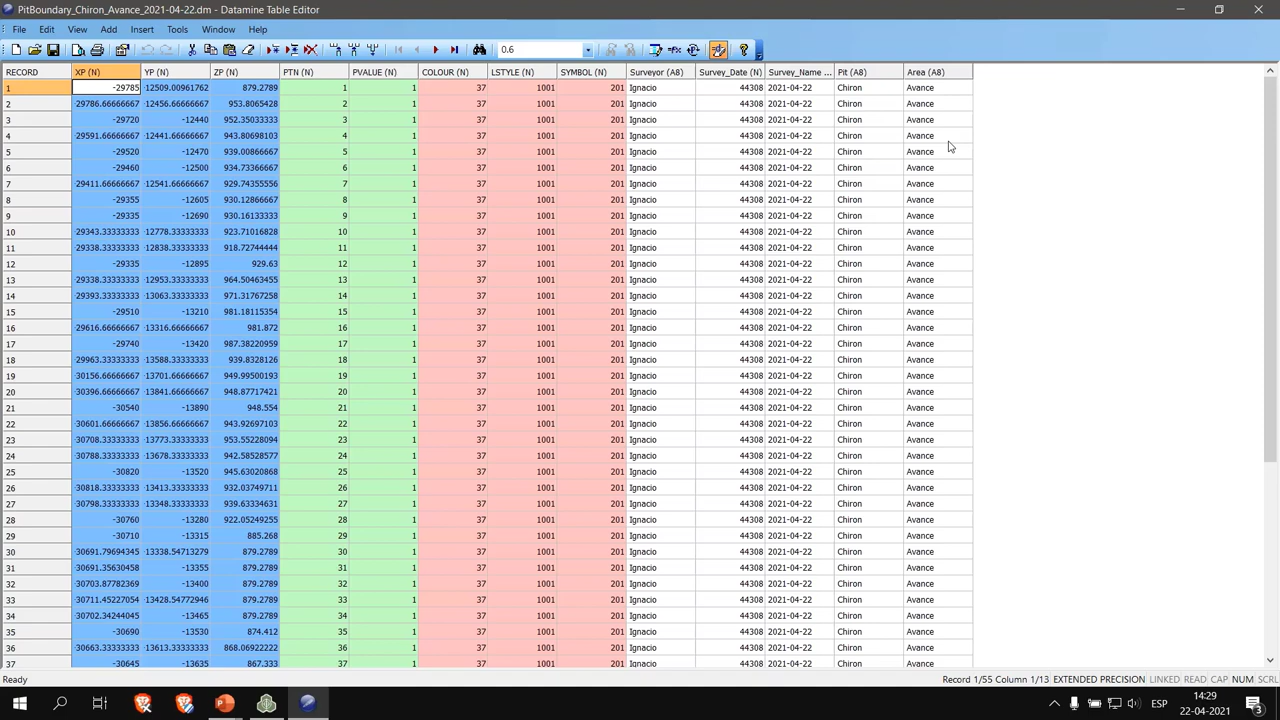 PitBoundary_Chiron_Avance_2021-04-22.dm - Datamine Table Editor
File Edit View Add Insert Tools Window Help
0.6
RECORD XP (N) YP (N) ZP (N) PTN (N) PVALUE (N) COLOUR (N) LSTYLE (N) SYMBOL (N) Surveyor (A8) Survey_Date (N) Survey_Name ... Pit (A8) Area (A8)
1 -29785 -12509.00961762 879.2789 1 1 37 1001 201 Ignacio 44308 2021-04-22 Chiron Avance
2 -29786.66666667 -12456.66666667 953.8065428 2 1 37 1001 201 Ignacio 44308 2021-04-22 Chiron Avance
3 -29720 -12440 952.35033333 3 1 37 1001 201 Ignacio 44308 2021-04-22 Chiron Avance
4 -29591.66666667 -12441.66666667 943.80698103 4 1 37 1001 201 Ignacio 44308 2021-04-22 Chiron Avance
5 -29520 -12470 939.00866467 5 1 37 1001 201 Ignacio 44308 2021-04-22 Chiron Avance
6 -29460 -12500 934.73366667 6 1 37 1001 201 Ignacio 44308 2021-04-22 Chiron Avance
7 -29411.66666667 -12541.66666667 929.74355556 7 1 37 1001 201 Ignacio 44308 2021-04-22 Chiron Avance
8 -29355 -12605 930.12866667 8 1 37 1001 201 Ignacio 44308 2021-04-22 Chiron Avance
9 -29335 -12690 930.16133333 9 1 37 1001 201 Ignacio 44308 2021-04-22 Chiron Avance
10 -29343.33333333 -12778.33333333 923.71016828 10 1 37 1001 201 Ignacio 44308 2021-04-22 Chiron Avance
11 -29338.33333333 -12838.33333333 918.72744444 11 1 37 1001 201 Ignacio 44308 2021-04-22 Chiron Avance
12 -29335 -12895 929.63 12 1 37 1001 201 Ignacio 44308 2021-04-22 Chiron Avance
13 -29338.33333333 -12953.33333333 964.50463455 13 1 37 1001 201 Ignacio 44308 2021-04-22 Chiron Avance
14 -29393.33333333 -13063.33333333 971.31767258 14 1 37 1001 201 Ignacio 44308 2021-04-22 Chiron Avance
15 -29510 -13210 981.18115354 15 1 37 1001 201 Ignacio 44308 2021-04-22 Chiron Avance
16 -29616.66666667 -13316.66666667 981.872 16 1 37 1001 201 Ignacio 44308 2021-04-22 Chiron Avance
17 -29740 -13420 987.38220959 17 1 37 1001 201 Ignacio 44308 2021-04-22 Chiron Avance
18 -29963.33333333 -13588.33333333 939.8328126 18 1 37 1001 201 Ignacio 44308 2021-04-22 Chiron Avance
19 -30156.66666667 -13701.66666667 949.99500193 19 1 37 1001 201 Ignacio 44308 2021-04-22 Chiron Avance
20 -30396.66666667 -13841.66666667 948.87717421 20 1 37 1001 201 Ignacio 44308 2021-04-22 Chiron Avance
21 -30540 -13890 948.554 21 1 37 1001 201 Ignacio 44308 2021-04-22 Chiron Avance
22 -30601.66666667 -13856.66666667 943.92697103 22 1 37 1001 201 Ignacio 44308 2021-04-22 Chiron Avance
23 -30708.33333333 -13773.33333333 953.55228094 23 1 37 1001 201 Ignacio 44308 2021-04-22 Chiron Avance
24 -30788.33333333 -13678.33333333 942.58528577 24 1 37 1001 201 Ignacio 44308 2021-04-22 Chiron Avance
25 -30820 -13520 945.63020868 25 1 37 1001 201 Ignacio 44308 2021-04-22 Chiron Avance
26 -30818.33333333 -13413.33333333 932.03749711 26 1 37 1001 201 Ignacio 44308 2021-04-22 Chiron Avance
27 -30798.33333333 -13348.33333333 939.63334631 27 1 37 1001 201 Ignacio 44308 2021-04-22 Chiron Avance
28 -30760 -13280 922.05249255 28 1 37 1001 201 Ignacio 44308 2021-04-22 Chiron Avance
29 -30710 -13315 885.268 29 1 37 1001 201 Ignacio 44308 2021-04-22 Chiron Avance
30 -30691.79694345 -13338.54713279 879.2789 30 1 37 1001 201 Ignacio 44308 2021-04-22 Chiron Avance
31 -30691.35630458 -13355 879.2789 31 1 37 1001 201 Ignacio 44308 2021-04-22 Chiron Avance
32 -30703.87782369 -13400 879.2789 32 1 37 1001 201 Ignacio 44308 2021-04-22 Chiron Avance
33 -30711.45227054 -13428.54772946 879.2789 33 1 37 1001 201 Ignacio 44308 2021-04-22 Chiron Avance
34 -30702.34244045 -13465 879.2789 34 1 37 1001 201 Ignacio 44308 2021-04-22 Chiron Avance
35 -30690 -13530 874.412 35 1 37 1001 201 Ignacio 44308 2021-04-22 Chiron Avance
36 -30663.33333333 -13613.33333333 868.06922222 36 1 37 1001 201 Ignacio 44308 2021-04-22 Chiron Avance
37 -30645 -13635 867.333 37 1 37 1001 201 Ignacio 44308 2021-04-22 Chiron Avance
Ready Record 1/55 Column 1/13 EXTENDED PRECISION LINKED READ CAP NUM SCRL
ESP 14:29
22-04-2021 3